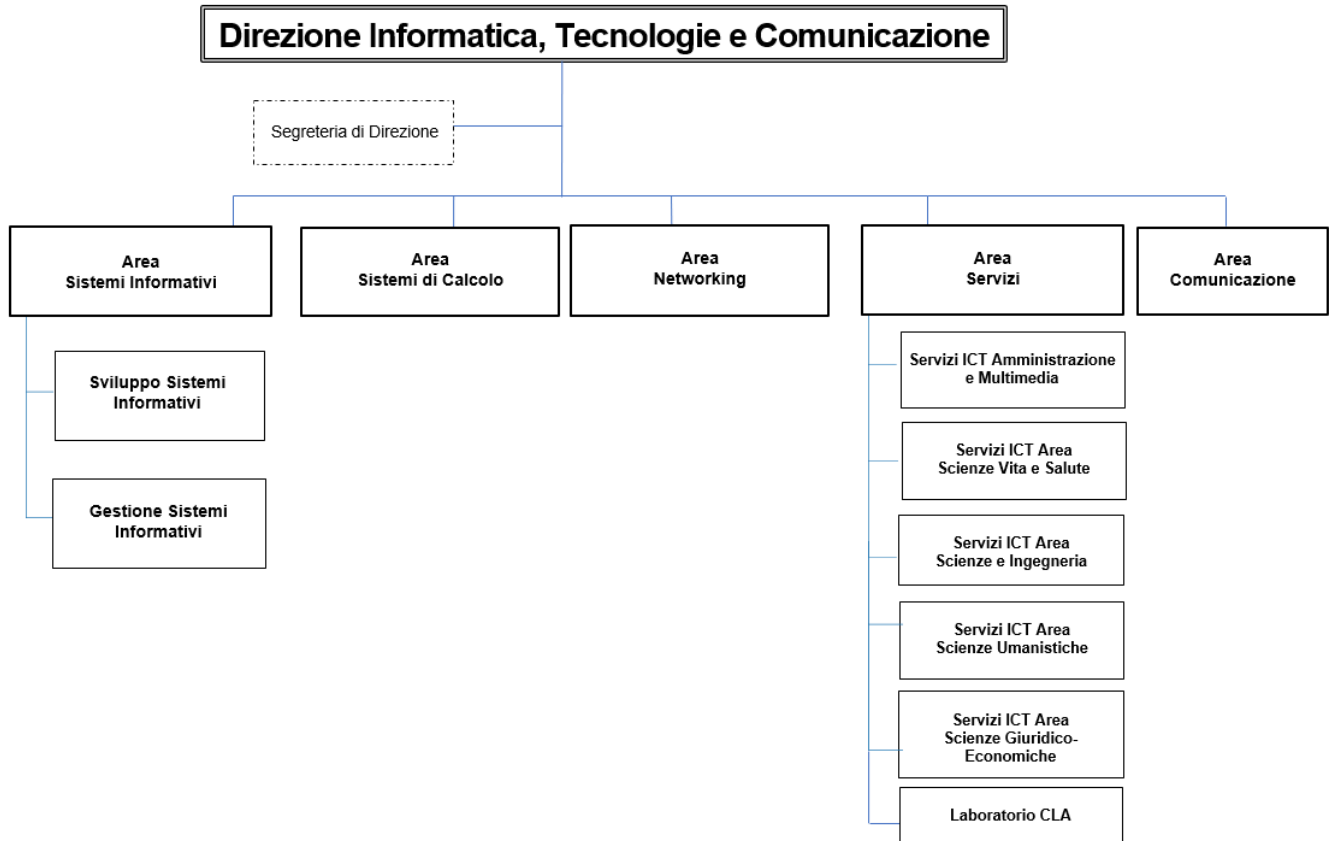 Direzione Informatica, Tecnologie e Comunicazione
Segreteria di Direzione
Area
Sistemi Informativi
Area
Sistemi di Calcolo
Area
Networking
Area
Servizi
Area
Comunicazione
Sviluppo Sistemi
Informativi
Gestione Sistemi
Informativi
Servizi ICT Amministrazione
e Multimedia
Servizi ICT Area
Scienze Vita e Salute
Servizi ICT Area
Scienze e Ingegneria
Servizi ICT Area
Scienze Umanistiche
Servizi ICT Area
Scienze Giuridico-
Economiche
Laboratorio CLA